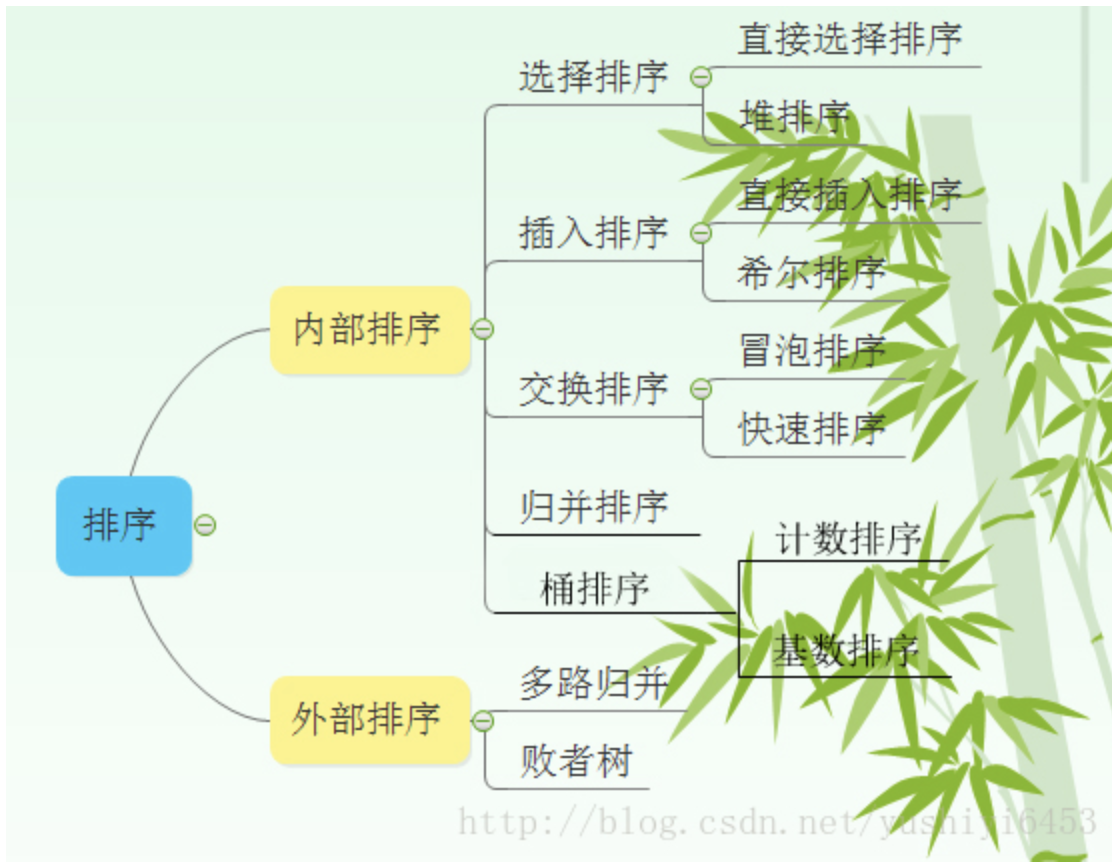 直接选择排序
选择排序
堆排序
直接插入排序
插入排序
希尔排序
内部排序
冒泡排序
交换排序
快速排序
归并排序
排序
计数排序
桶排序
基数排序
多路归并
外部排序
败者树
http://blog.csdn.net/yushiyi6453